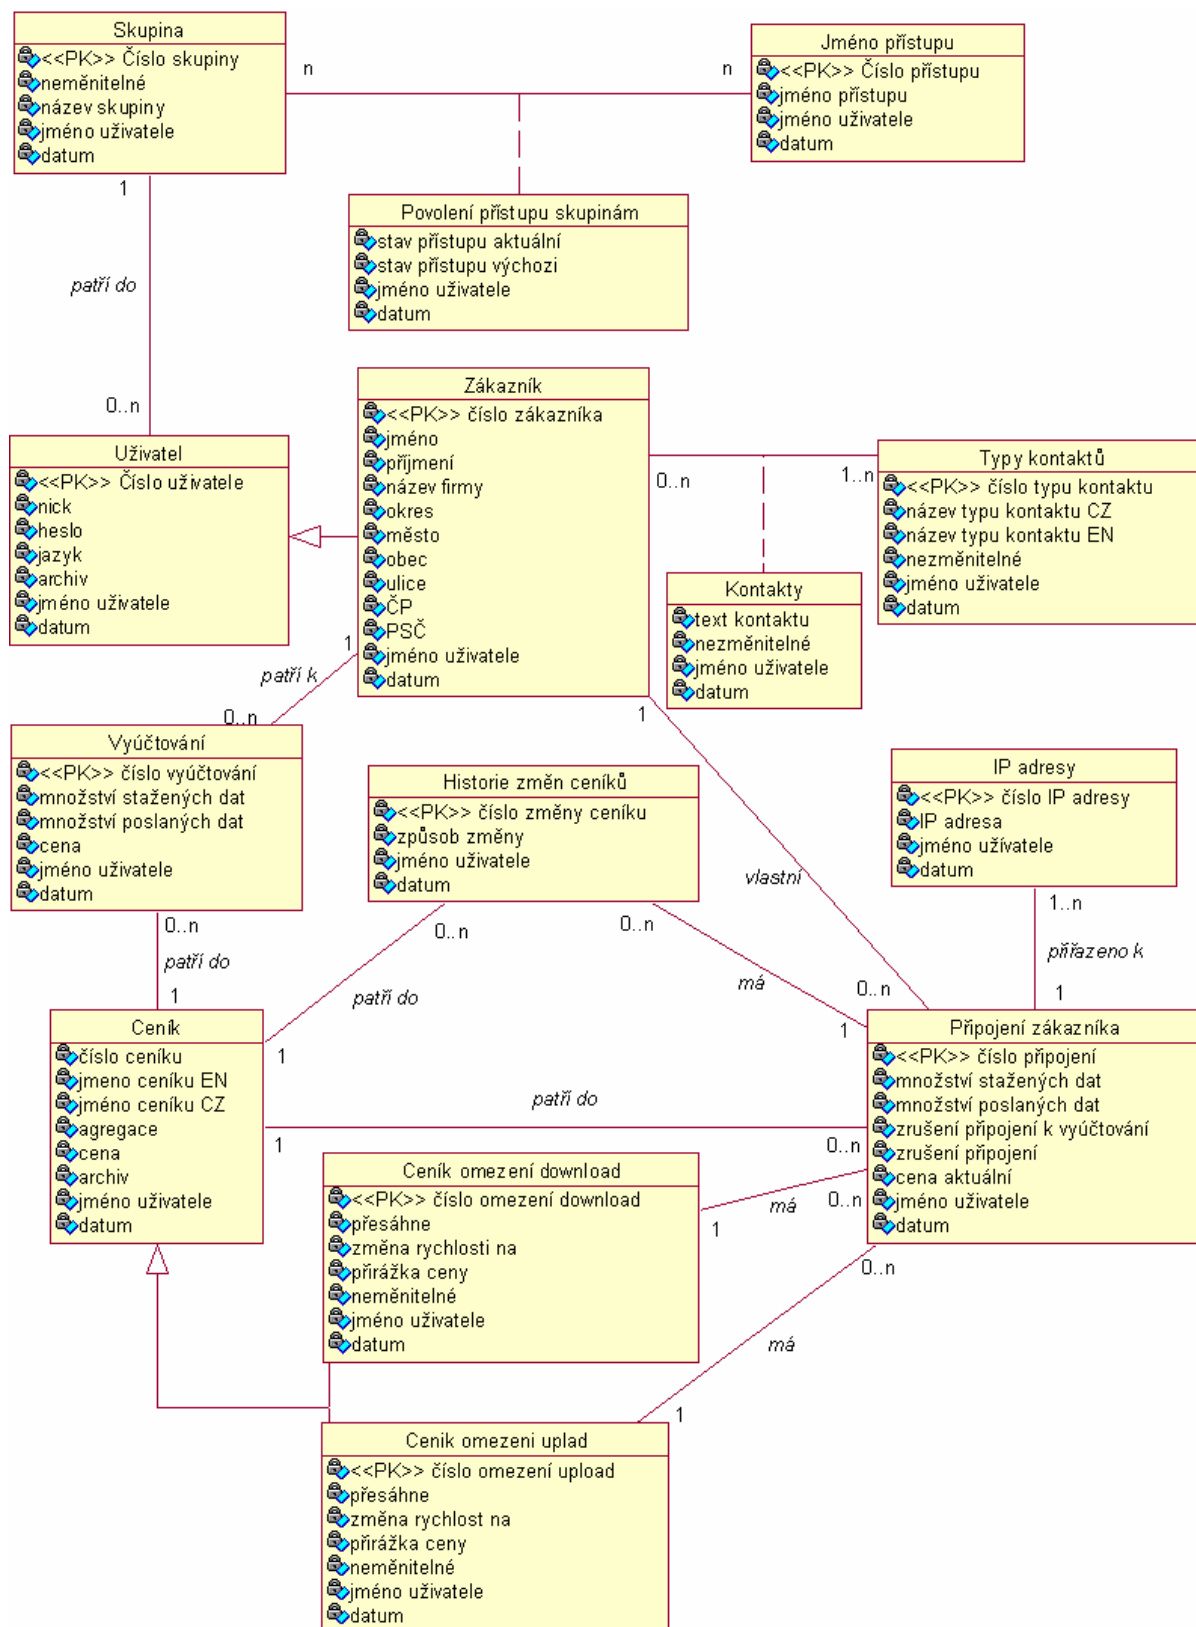 Skupina
<<PK>> Číslo skupiny
neměnitelné
název skupiny
jméno uživatele
datum
n
n
Jméno přístupu
<<PK>> Číslo přístupu
jméno přístupu
jméno uživatele
datum
1
patří do
0..n
Povolení přístupu skupinám
stav přístupu aktuální
stav přístupu výchozi
jméno uživatele
datum
Uživatel
<<PK>> Číslo uživatele
nick
heslo
jazyk
archiv
jméno uživatele
datum
Zákazník
<<PK>> číslo zákazníka
jméno
příjmení
název firmy
okres
město
obec
ulice
ČP
PSČ
jméno uživatele
datum
0..n
1..n
Typy kontaktů
<<PK>> číslo typu kontaktu
název typu kontaktu CZ
název typu kontaktu EN
nezměnitelné
jméno uživatele
datum
Kontakty
text kontaktu
nezměnitelné
jméno uživatele
datum
1
patří k
0..n
1
vlastní
0..n
Vyúčtování
<<PK>> číslo vyúčtování
množství stažených dat
množství poslaných dat
cena
jméno uživatele
datum
Historie změn ceníků
<<PK>> číslo změny ceníku
způsob změny
jméno uživatele
datum
IP adresy
<<PK>> číslo IP adresy
IP adresa
jméno užívatele
datum
0..n
patří do
1
0..n
patří do
1
0..n
má
1
1..n
přiřazeno k
1
Ceník
číslo ceníku
jmeno ceníku EN
jméno ceníku CZ
agregace
cena
archiv
jméno uživatele
datum
patří do
1
0..n
Připojení zákazníka
<<PK>> číslo připojení
množství stažených dat
množství poslaných dat
zrušení připojení k vyúčtování
zrušení připojení
cena aktuální
jméno uživatele
datum
Ceník omezení download
<<PK>> číslo omezení download
přesáhne
změna rychlosti na
přirážka ceny
neměnitelné
jméno uživatele
datum
1
má
0..n
0..n
má
1
Cenik omezeni uplad
<<PK>> číslo omezení upload
přesáhne
změna rychlost na
přirážka ceny
neměnitelné
jméno uživatele
datum